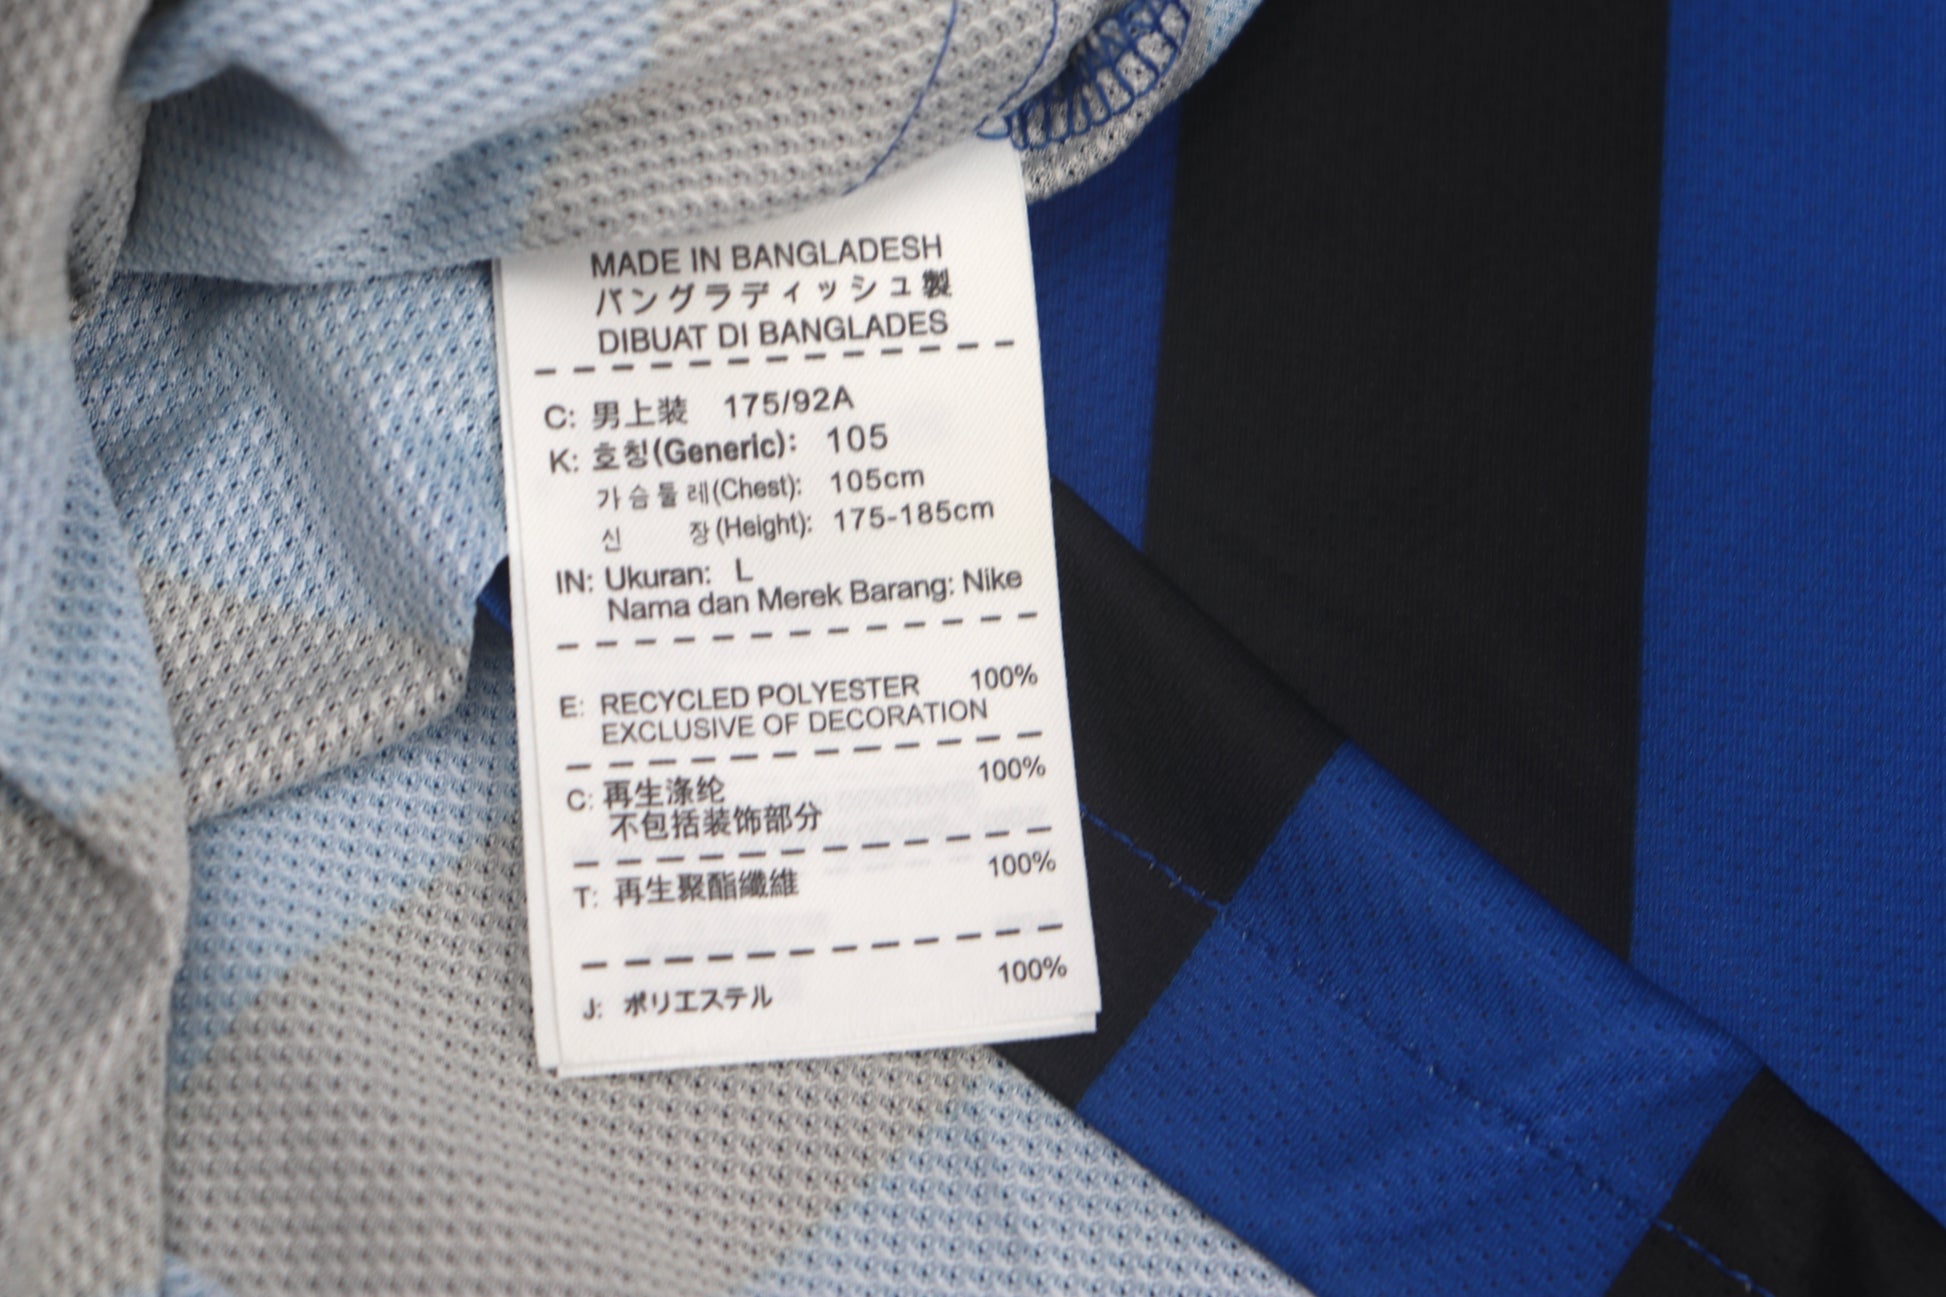 MADE IN BANGLADESH
バングラディッシュ製
DIBUAT DI BANGLADES
C: 男上装 175/92A
K: 호칭(Generic): 105
가슴둘레(Chest): 105cm
신 장(Height): 175-185cm
IN: Ukuran: L
Nama dan Merek Barang: Nike
E: RECYCLED POLYESTER 100%
EXCLUSIVE OF DECORATION
C: 再生涤纶 100%
不包括装饰部分
T: 再生聚酯纖維 100%
J: ポリエステル 100%